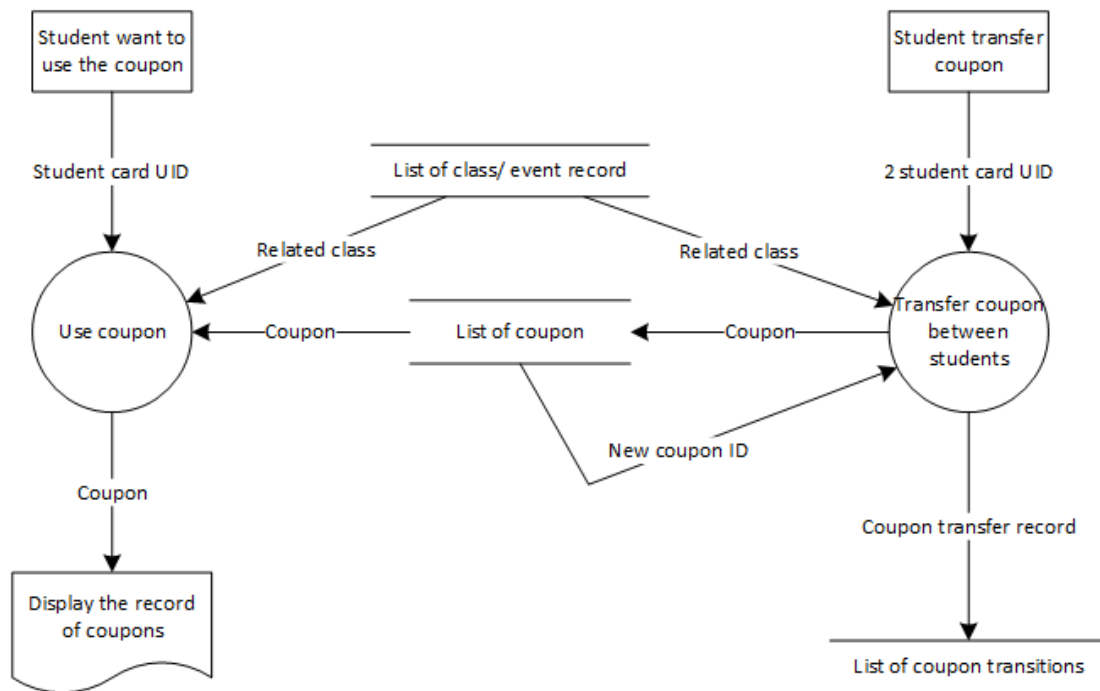 Student want to
use the coupon
Student transfer
coupon
Student card UID
List of class/ event record
2 student card UID
Related class
Related class
Use coupon
Coupon
List of coupon
Coupon
Transfer coupon
between
students
New coupon ID
Coupon
Coupon transfer record
Display the record
of coupons
List of coupon transitions